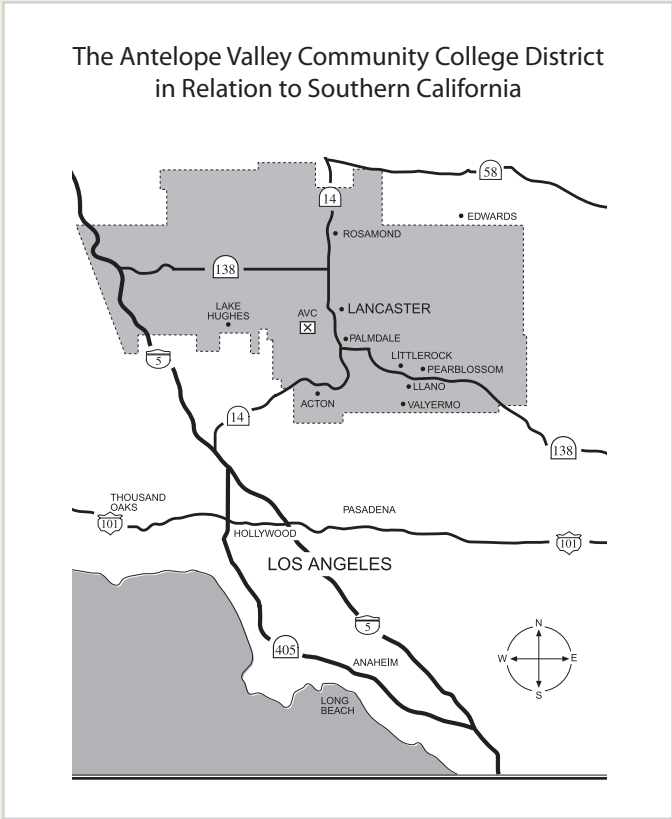 The Antelope Valley Community College District
in Relation to Southern California
58
14
EDWARDS
ROSAMOND
138
LAKE
HUGHES
AVC
LANCASTER
PALMDALE
5
LITTLEROCK
PEARBLOSSOM
LLANO
ACTON
VALYERMO
14
138
THOUSAND
OAKS
101
PASADENA
HOLLYWOOD
101
LOS ANGELES
5
N
W E
S
405
ANAHEIM
LONG
BEACH